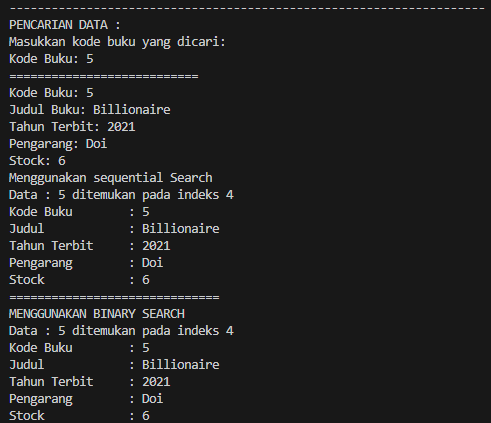 --------------------------------------------------------------------
PENCARIAN DATA :
Masukkan kode buku yang dicari:
Kode Buku: 5
===========================
Kode Buku: 5
Judul Buku: Billionaire
Tahun Terbit: 2021
Pengarang: Doi
Stock: 6
Menggunakan sequential Search
Data : 5 ditemukan pada indeks 4
Kode Buku        : 5
Judul            : Billionaire
Tahun Terbit     : 2021
Pengarang        : Doi
Stock            : 6
==============================
MENGGUNAKAN BINARY SEARCH
Data : 5 ditemukan pada indeks 4
Kode Buku        : 5
Judul            : Billionaire
Tahun Terbit     : 2021
Pengarang        : Doi
Stock            : 6